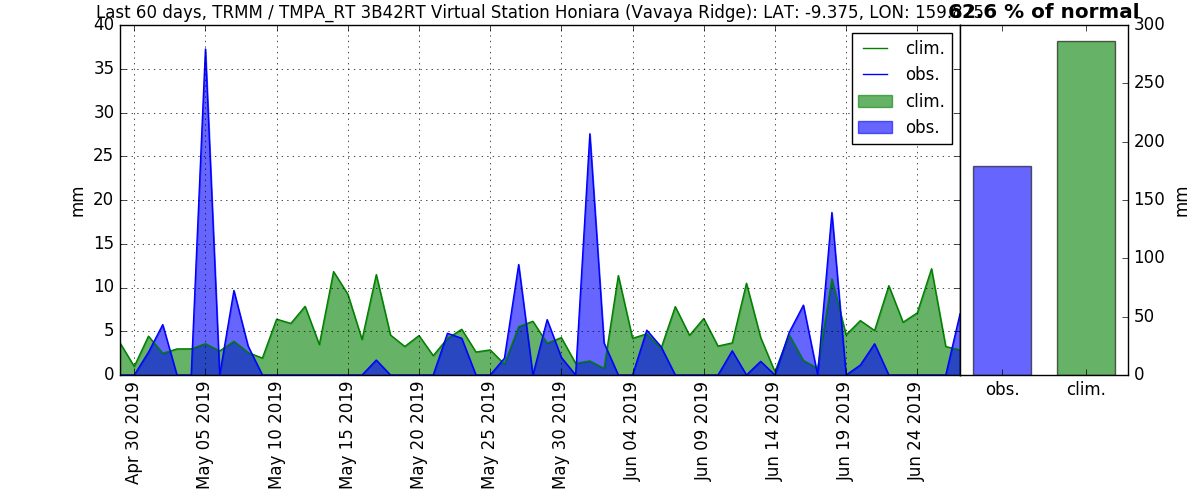 Last 60 days, TRMM / TMPA_RT 3B42RT Virtual Station Honiara (Vavaya Ridge): LAT: -9.375, LON:
62.6 % of normal
40
35
30
25
20
15
10
5
0
mm
clim.
obs.
clim.
obs.
300
250
200
150
100
50
0
mm
Apr 30 2019
May 05 2019
May 10 2019
May 15 2019
May 20 2019
May 25 2019
May 30 2019
Jun 04 2019
Jun 09 2019
Jun 14 2019
Jun 19 2019
Jun 24 2019
obs.
clim.